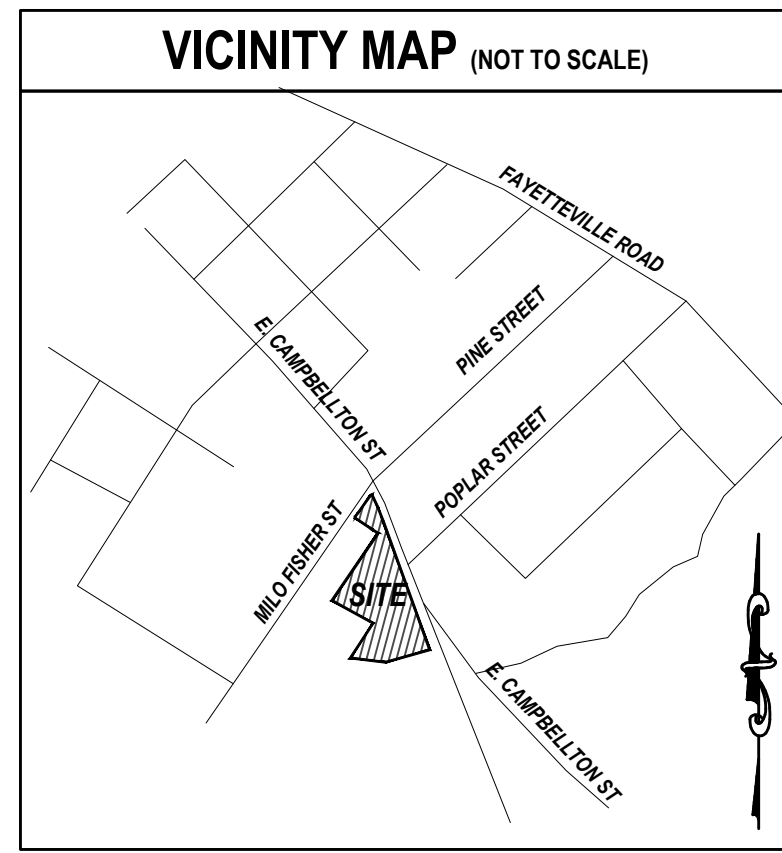 VICINITY MAP (NOT TO SCALE)
FAYETTEVILLE ROAD
PINE STREET
E. CAMPBELLTON ST
POPLAR STREET
MILO FISHER ST
SITE
E. CAMPBELLTON ST